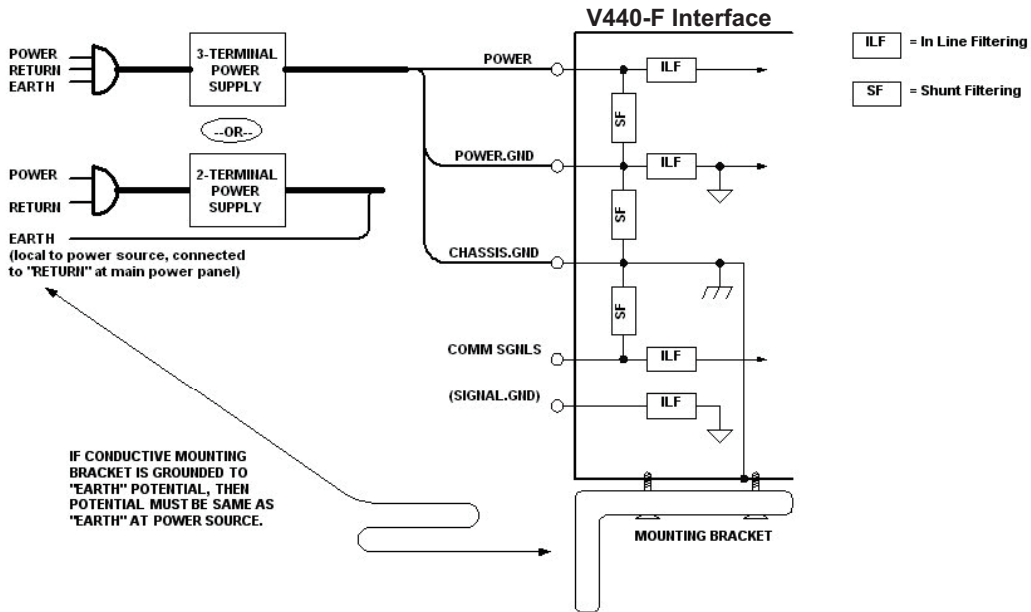 V440-F Interface
POWER
RETURN
EARTH
3-TERMINAL
POWER
SUPPLY
POWER
ILF
ILF
= In Line Filtering
SF
SF
= Shunt Filtering
--OR--
POWER
RETURN
2-TERMINAL
POWER
SUPPLY
POWER.GND
ILF
SF
EARTH
(local to power source, connected
to "RETURN" at main power panel)
CHASSIS.GND
SF
COMM SGNLS
ILF
(SIGNAL.GND)
ILF
IF CONDUCTIVE MOUNTING
BRACKET IS GROUNDED TO
"EARTH" POTENTIAL, THEN
POTENTIAL MUST BE SAME AS
"EARTH" AT POWER SOURCE.
MOUNTING BRACKET